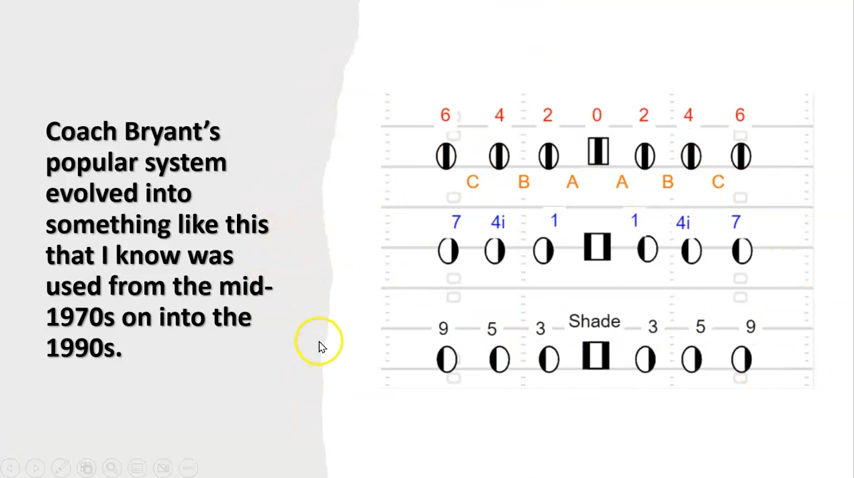 Coach Bryant's
popular system
evolved into
something like this
that I know was
used from the mid-
1970s on into the
1990s.
6 4 2 0 2 4 6
C B A A B C
7 4i 1 1 4i 7
9 5 3 Shade 3 5 9